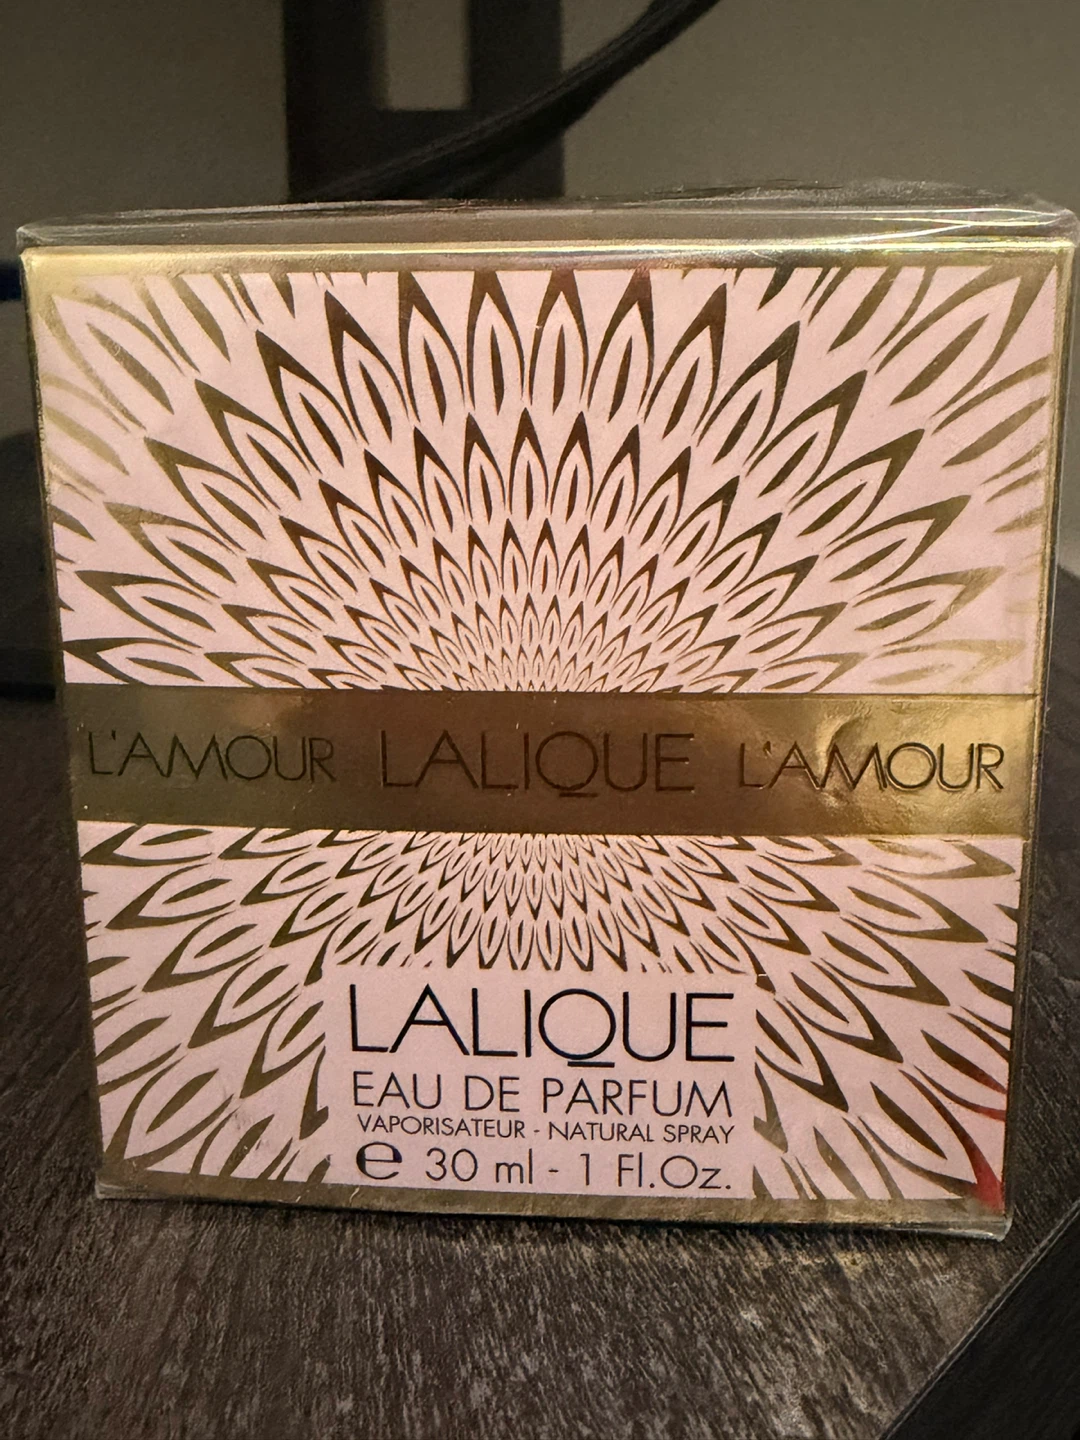 L'AMOUR LALIQUE L'AMOUR
LALIQUE
EAU DE PARFUM
VAPORISATEUR - NATURAL SPRAY
℮ 30 ml - 1 Fl.Oz.